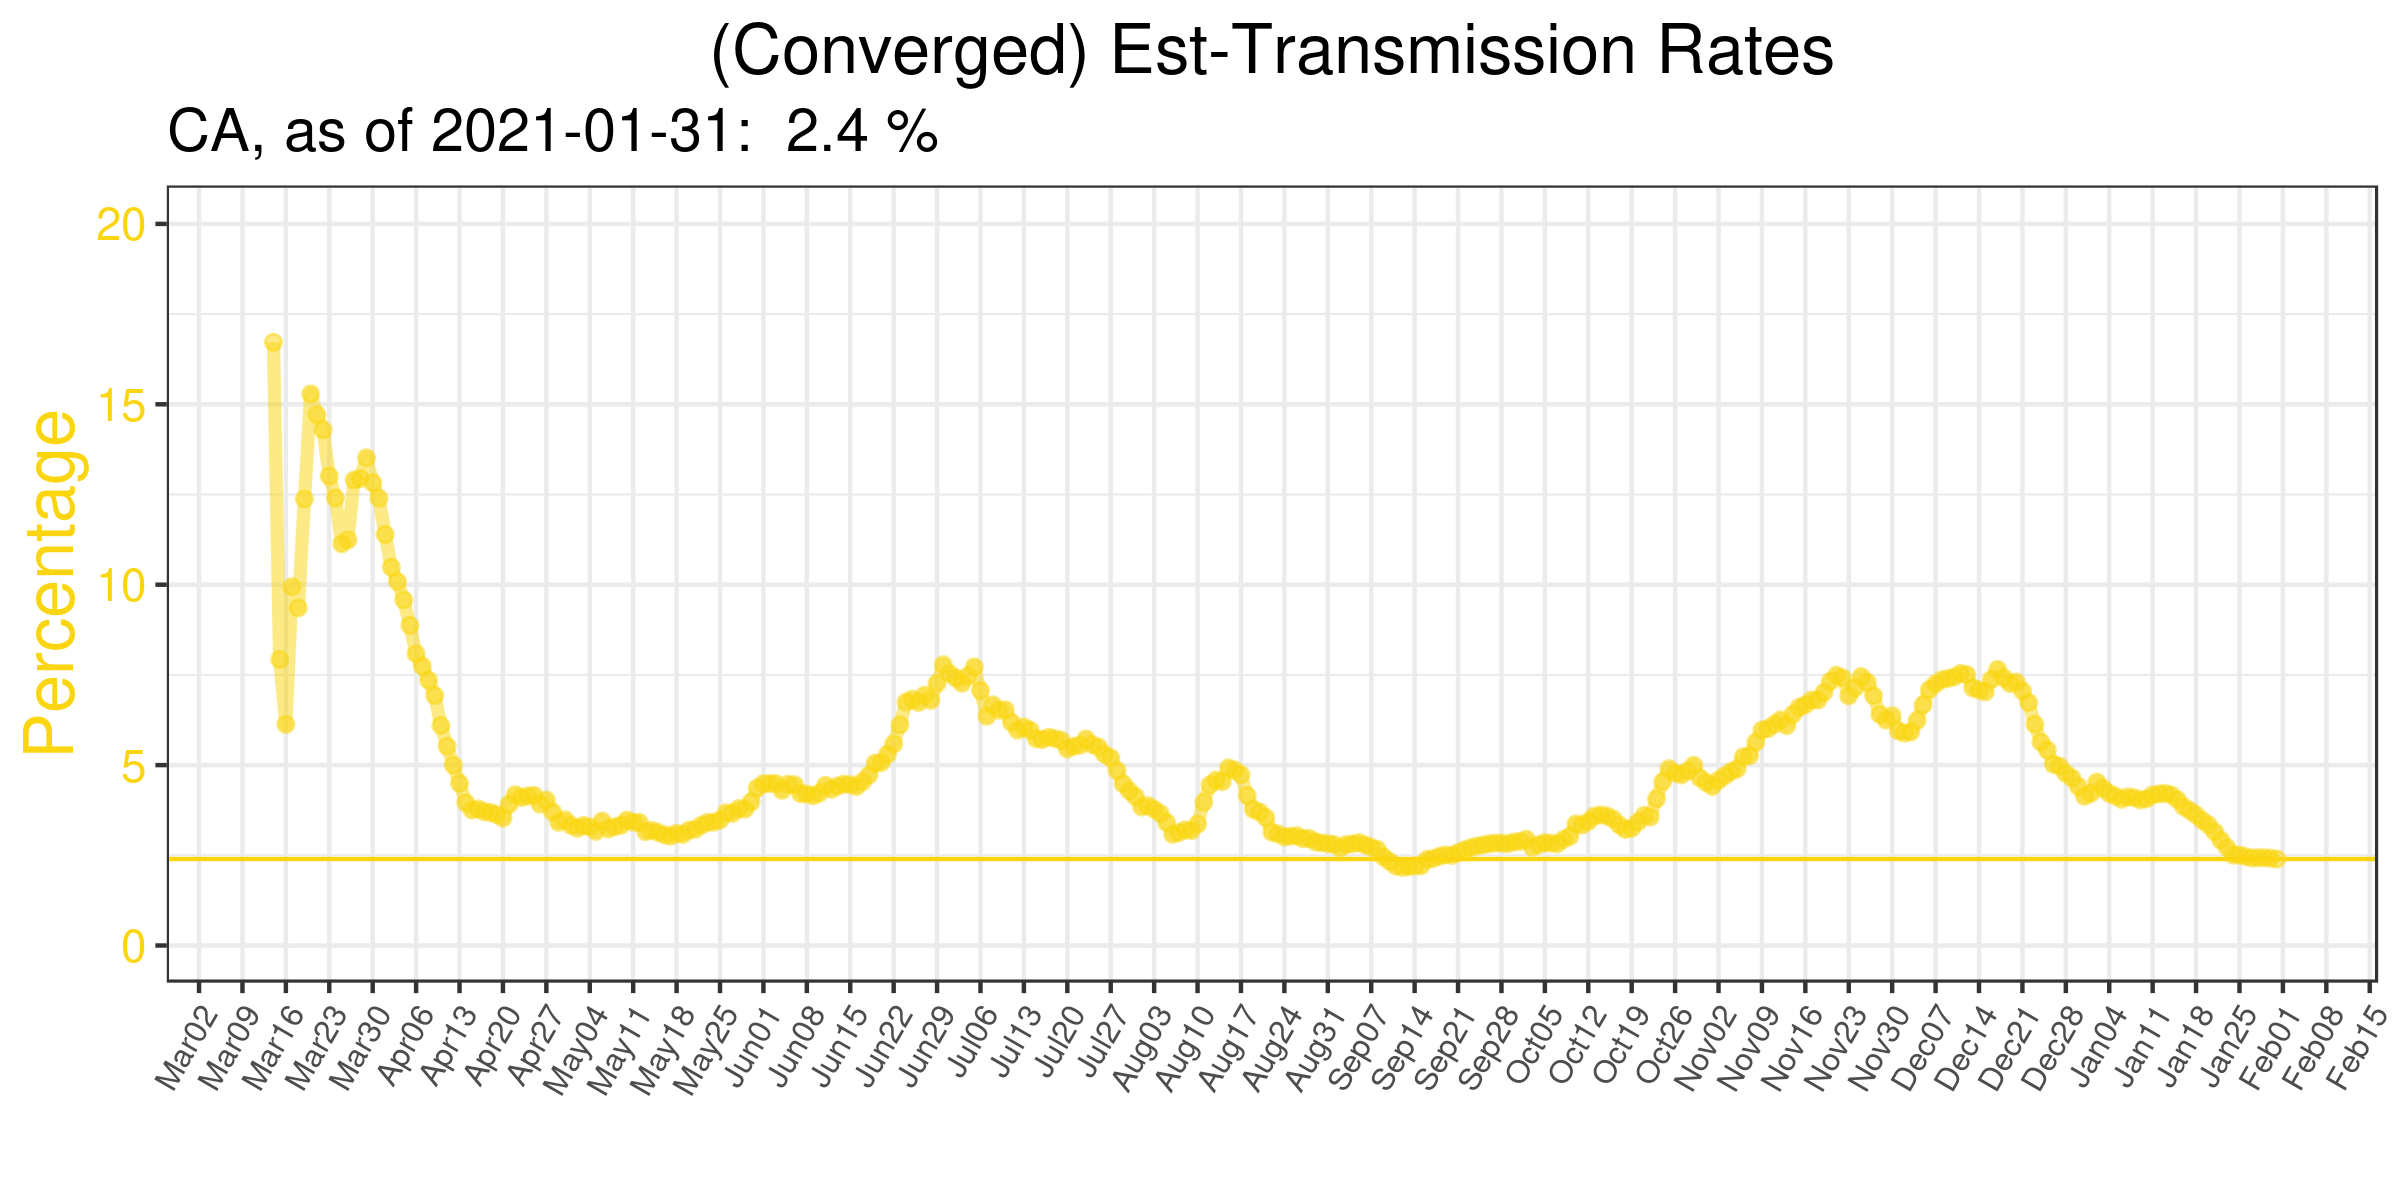 (Converged) Est-Transmission Rates
CA, as of 2021-01-31:  2.4 %
Percentage
20
15
10
5
0
Mar02
Mar09
Mar16
Mar23
Mar30
Apr06
Apr13
Apr20
Apr27
May04
May11
May18
May25
Jun01
Jun08
Jun15
Jun22
Jun29
Jul06
Jul13
Jul20
Jul27
Aug03
Aug10
Aug17
Aug24
Aug31
Sep07
Sep14
Sep21
Sep28
Oct05
Oct12
Oct19
Oct26
Nov02
Nov09
Nov16
Nov23
Nov30
Dec07
Dec14
Dec21
Dec28
Jan04
Jan11
Jan18
Jan25
Feb01
Feb08
Feb15